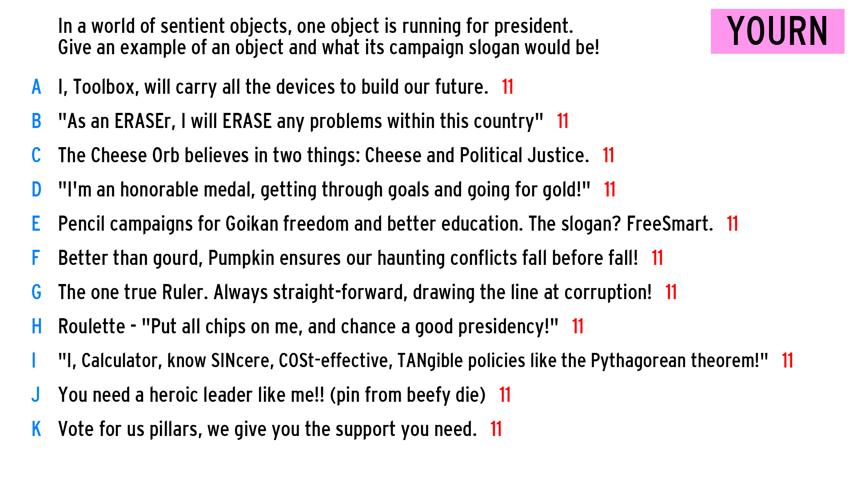 In a world of sentient objects, one object is running for president.
Give an example of an object and what its campaign slogan would be!
YOURN
A I, Toolbox, will carry all the devices to build our future. 11
B "As an ERASEr, I will ERASE any problems within this country" 11
C The Cheese Orb believes in two things: Cheese and Political Justice. 11
D "I'm an honorable medal, getting through goals and going for gold!" 11
E Pencil campaigns for Goikan freedom and better education. The slogan? FreeSmart. 11
F Better than gourd, Pumpkin ensures our haunting conflicts fall before fall! 11
G The one true Ruler. Always straight-forward, drawing the line at corruption! 11
H Roulette - "Put all chips on me, and chance a good presidency!" 11
I "I, Calculator, know SINcere, COSt-effective, TANgible policies like the Pythagorean theorem!" 11
J You need a heroic leader like me!! (pin from beefy die) 11
K Vote for us pillars, we give you the support you need. 11